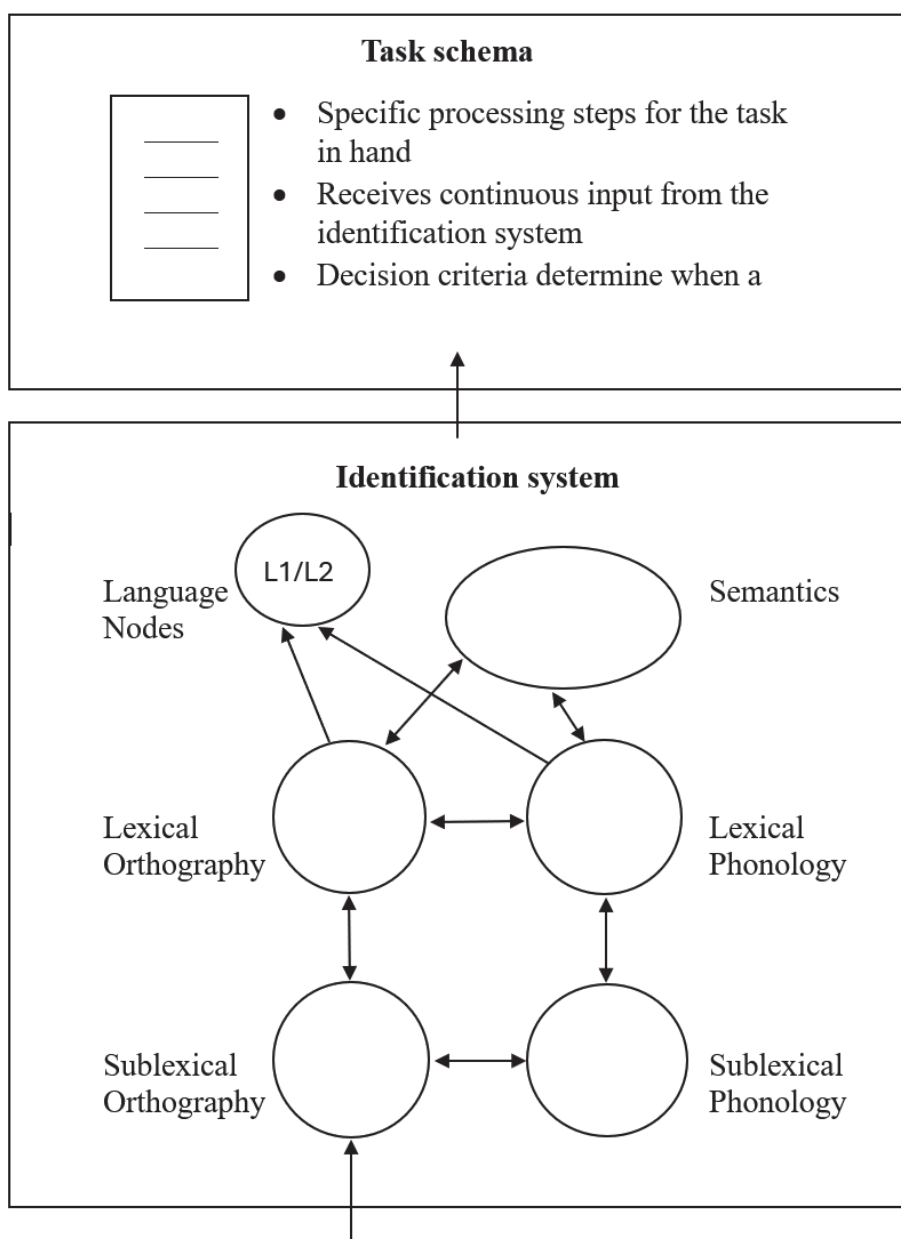 Task schema
• Specific processing steps for the task
in hand
• Receives continuous input from the
identification system
• Decision criteria determine when a
Identification system
L1/L2
Language
Nodes
Semantics
Lexical
Orthography
Lexical
Phonology
Sublexical
Orthography
Sublexical
Phonology